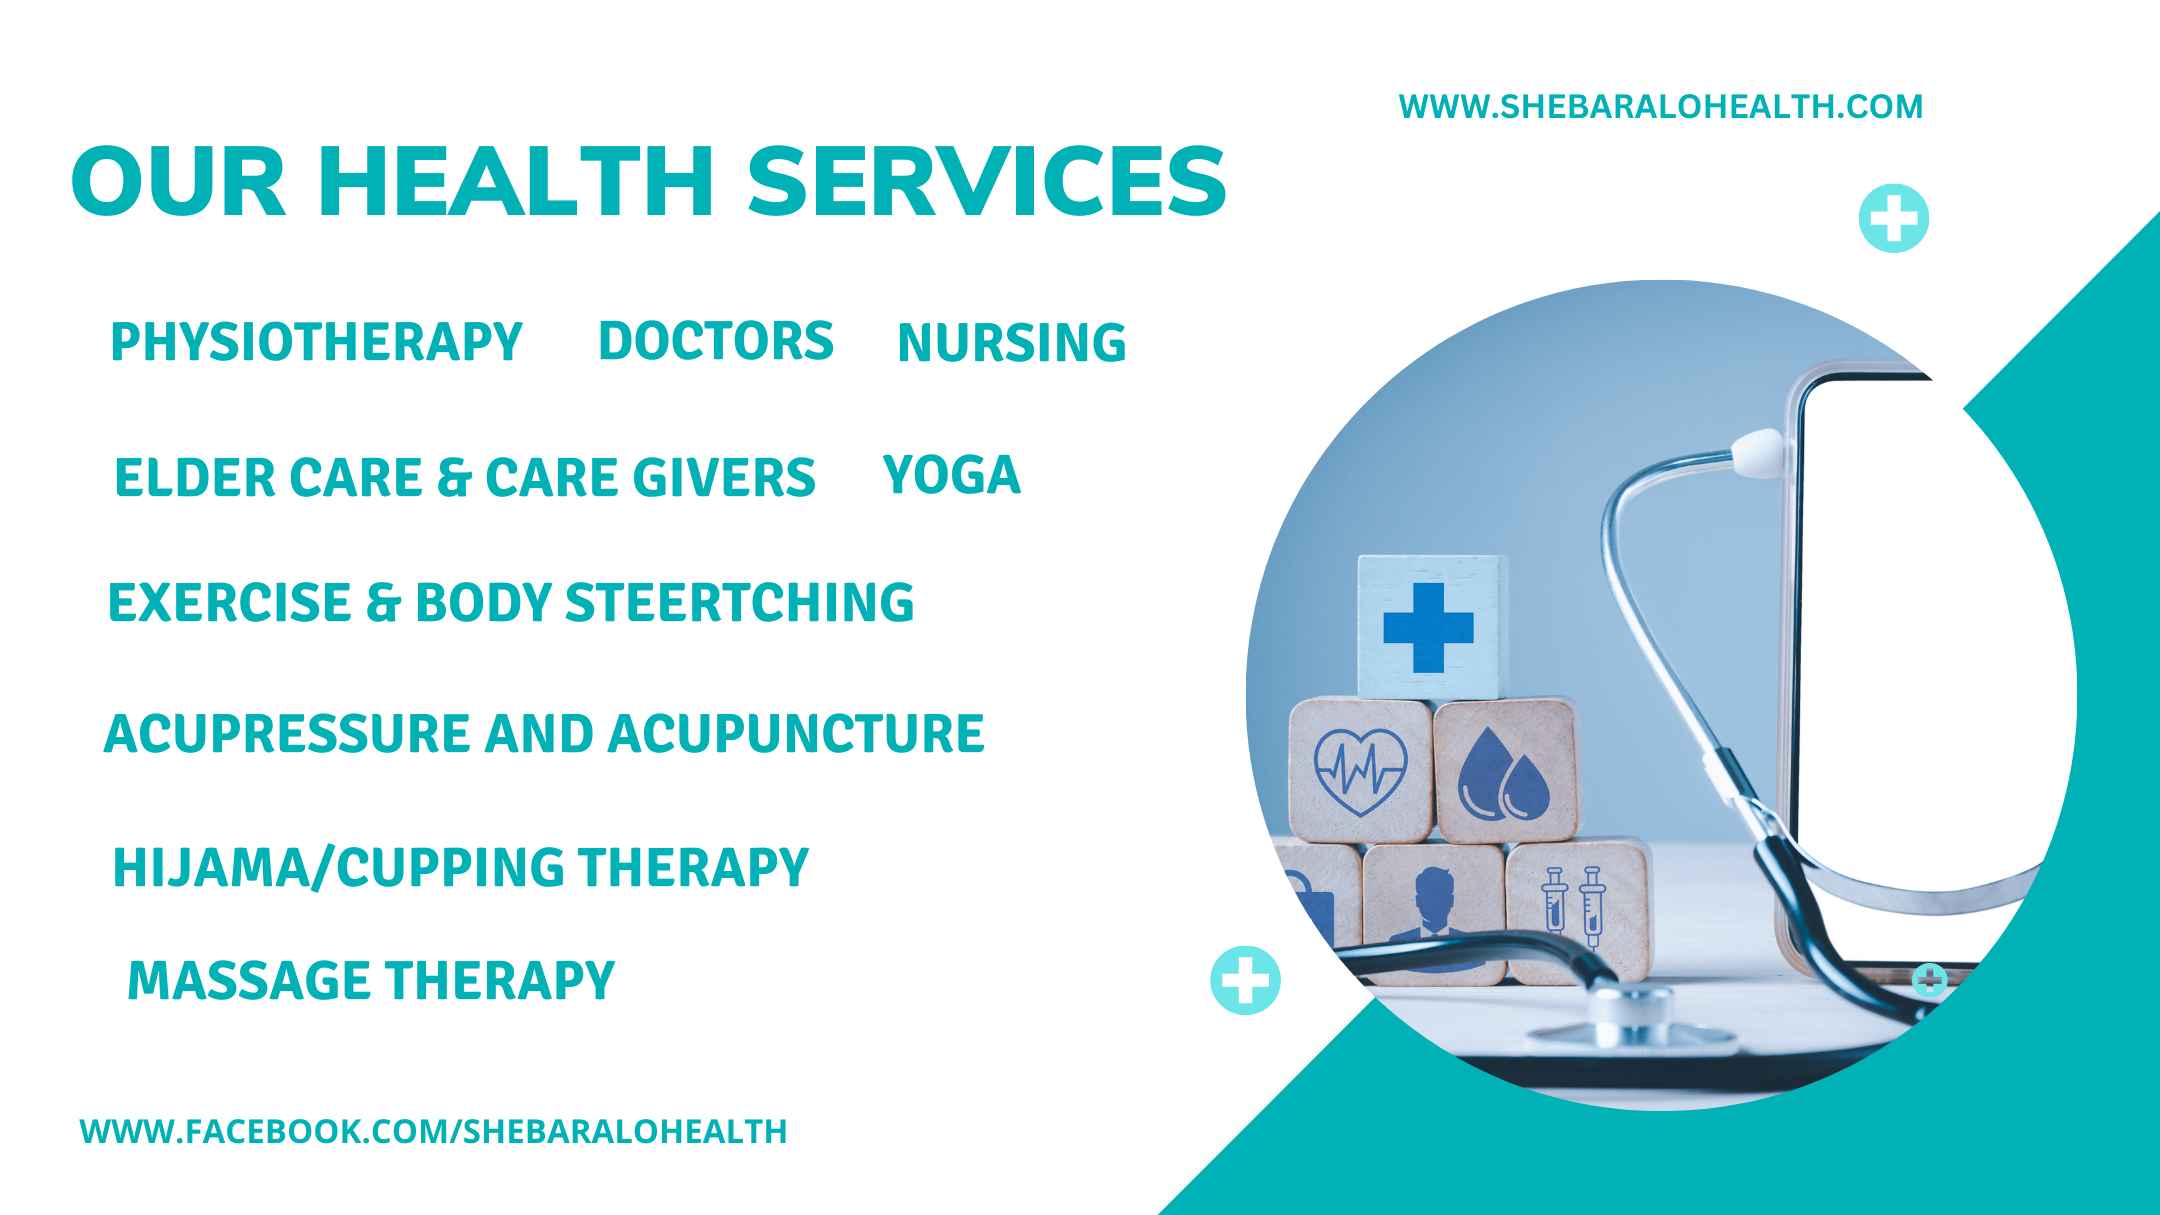 WWW.SHEBARALOHEALTH.COM
OUR HEALTH SERVICES
PHYSIOTHERAPY DOCTORS NURSING
ELDER CARE & CARE GIVERS YOGA
EXERCISE & BODY STEERTCHING
ACUPRESSURE AND ACUPUNCTURE
HIJAMA/CUPPING THERAPY
MASSAGE THERAPY
WWW.FACEBOOK.COM/SHEBARALOHEALTH